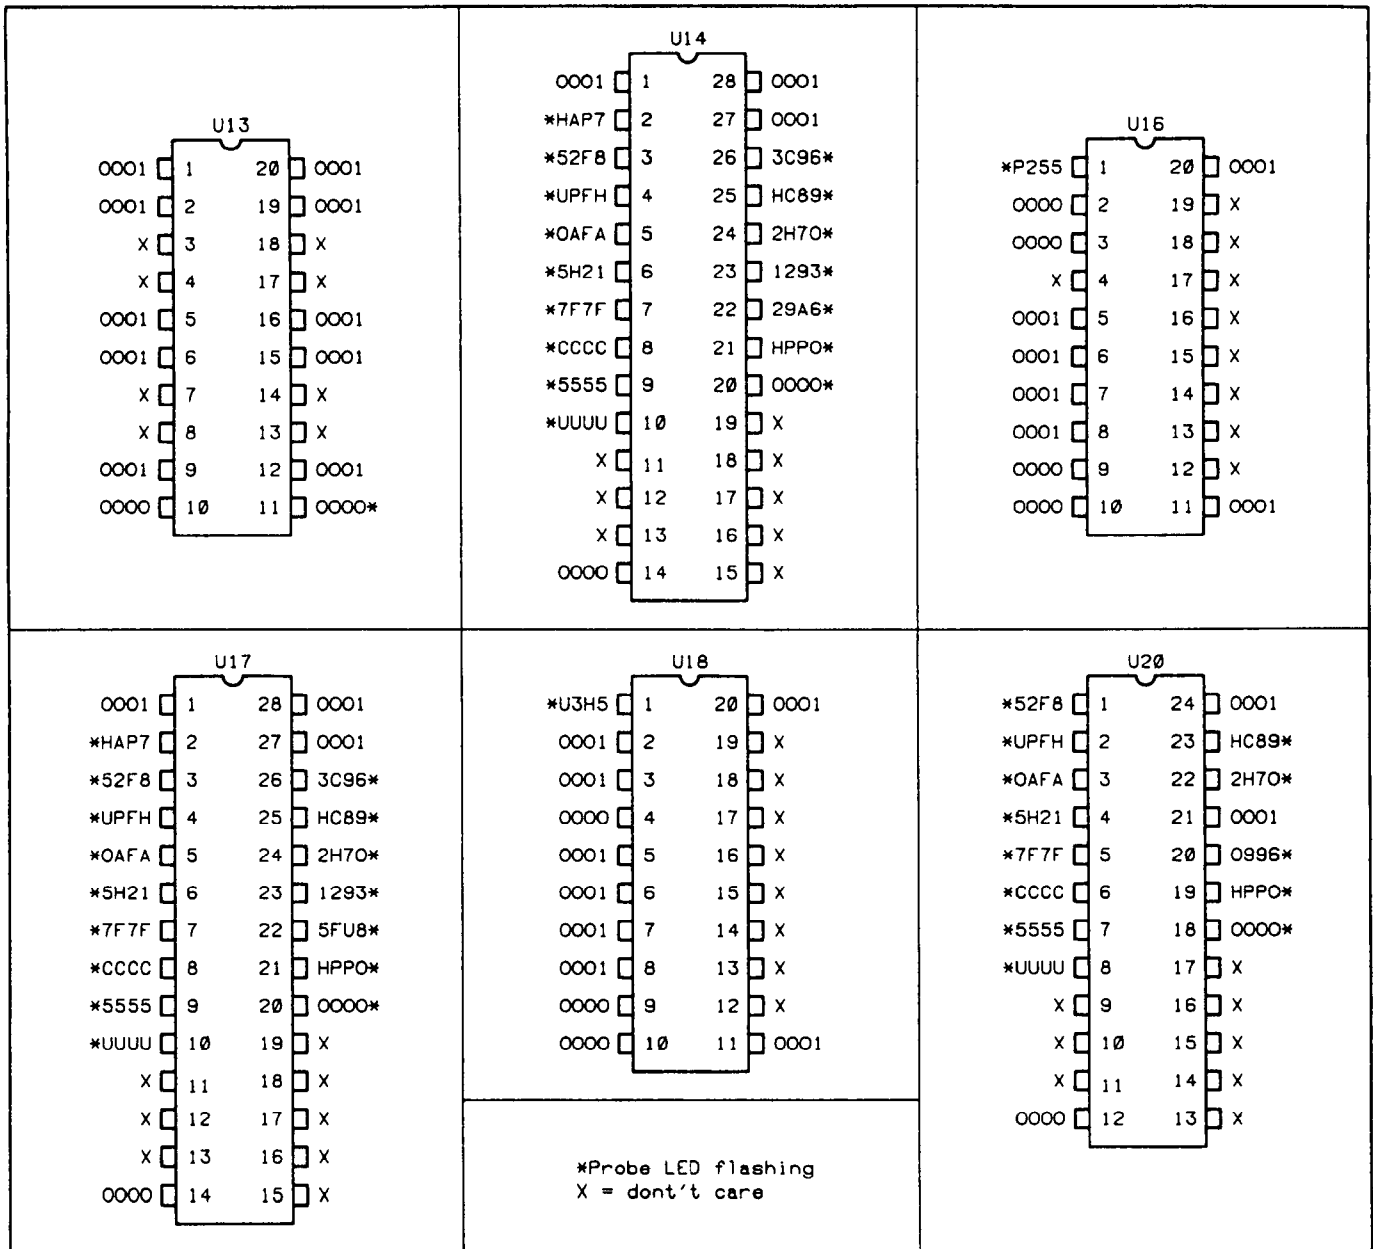 U13
0001 1 20 0001
0001 2 19 0001
X 3 18 X
X 4 17 X
0001 5 16 0001
0001 6 15 0001
X 7 14 X
X 8 13 X
0001 9 12 0001
0000 10 11 0000*
U14
0001 1 28 0001
*HAP7 2 27 0001
*52F8 3 26 3C96*
*UPFH 4 25 HC89*
*0AFA 5 24 2H70*
*5H21 6 23 1293*
*7F7F 7 22 29A6*
*CCCC 8 21 HPP0*
*5555 9 20 0000*
*UUUU 10 19 X
X 11 18 X
X 12 17 X
X 13 16 X
0000 14 15 X
U16
*P255 1 20 0001
0000 2 19 X
0000 3 18 X
X 4 17 X
0001 5 16 X
0001 6 15 X
0001 7 14 X
0001 8 13 X
0000 9 12 X
0000 10 11 0001
U17
0001 1 28 0001
*HAP7 2 27 0001
*52F8 3 26 3C96*
*UPFH 4 25 HC89*
*0AFA 5 24 2H70*
*5H21 6 23 1293*
*7F7F 7 22 5FU8*
*CCCC 8 21 HPP0*
*5555 9 20 0000*
*UUUU 10 19 X
X 11 18 X
X 12 17 X
X 13 16 X
0000 14 15 X
U18
*U3H5 1 20 0001
0001 2 19 X
0001 3 18 X
0000 4 17 X
0001 5 16 X
0001 6 15 X
0001 7 14 X
0001 8 13 X
0000 9 12 X
0000 10 11 0001
*Probe LED flashing
X = dont't care
U20
*52F8 1 24 0001
*UPFH 2 23 HC89*
*0AFA 3 22 2H70*
*5H21 4 21 0001
*7F7F 5 20 0996*
*CCCC 6 19 HPP0*
*5555 7 18 0000*
*UUUU 8 17 X
X 9 16 X
X 10 15 X
X 11 14 X
0000 12 13 X